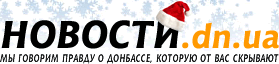 НОВОСТИ.dn.ua
МЫ ГОВОРИМ ПРАВДУ О ДОНБАССЕ, КОТОРУЮ ОТ ВАС СКРЫВАЮТ